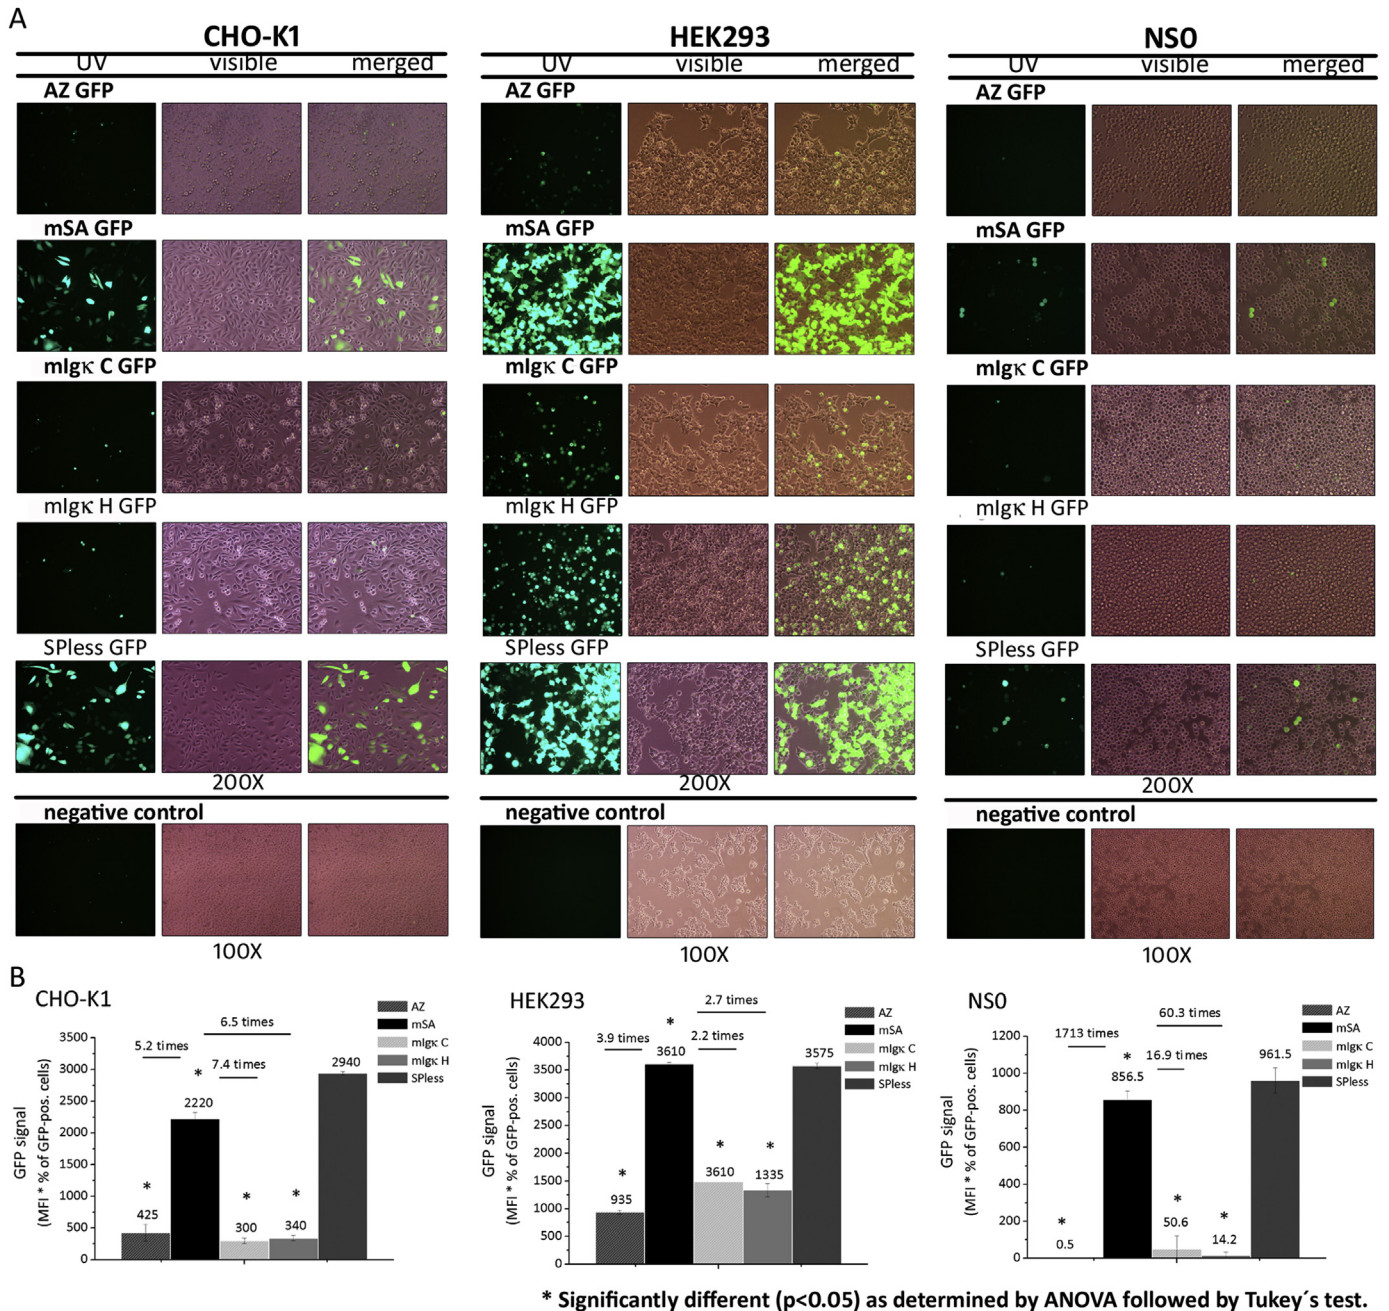 A
CHO-K1 HEK293 NS0
UV visible merged UV visible merged UV visible merged
AZ GFP AZ GFP AZ GFP
mSA GFP mSA GFP mSA GFP
mIgκ C GFP mIgκ C GFP mIgκ C GFP
mIgκ H GFP mIgκ H GFP mIgκ H GFP
SPless GFP SPless GFP SPless GFP
200X 200X 200X
negative control negative control negative control
100X 100X 100X
B
CHO-K1
GFP signal
(MFI * % of GFP-pos. cells)
3500
3000
2500
2000
1500
1000
500
0
5.2 times
6.5 times
7.4 times
*
425
*
2220
*
300
*
340
2940
AZ
mSA
mIgκ C
mIgκ H
SPless
HEK293
GFP signal
(MFI * % of GFP-pos. cells)
4000
3500
3000
2500
2000
1500
1000
500
0
3.9 times
2.7 times
2.2 times
*
935
*
3610
*
3610
*
1335
3575
AZ
mSA
mIgκ C
mIgκ H
SPless
NS0
GFP signal
(MFI * % of GFP-pos. cells)
1200
1000
800
600
400
200
0
1713 times
60.3 times
16.9 times
*
0.5
*
856.5
*
50.6
*
14.2
961.5
AZ
mSA
mIgκ C
mIgκ H
SPless
* Significantly different (p<0.05) as determined by ANOVA followed by Tukey´s test.